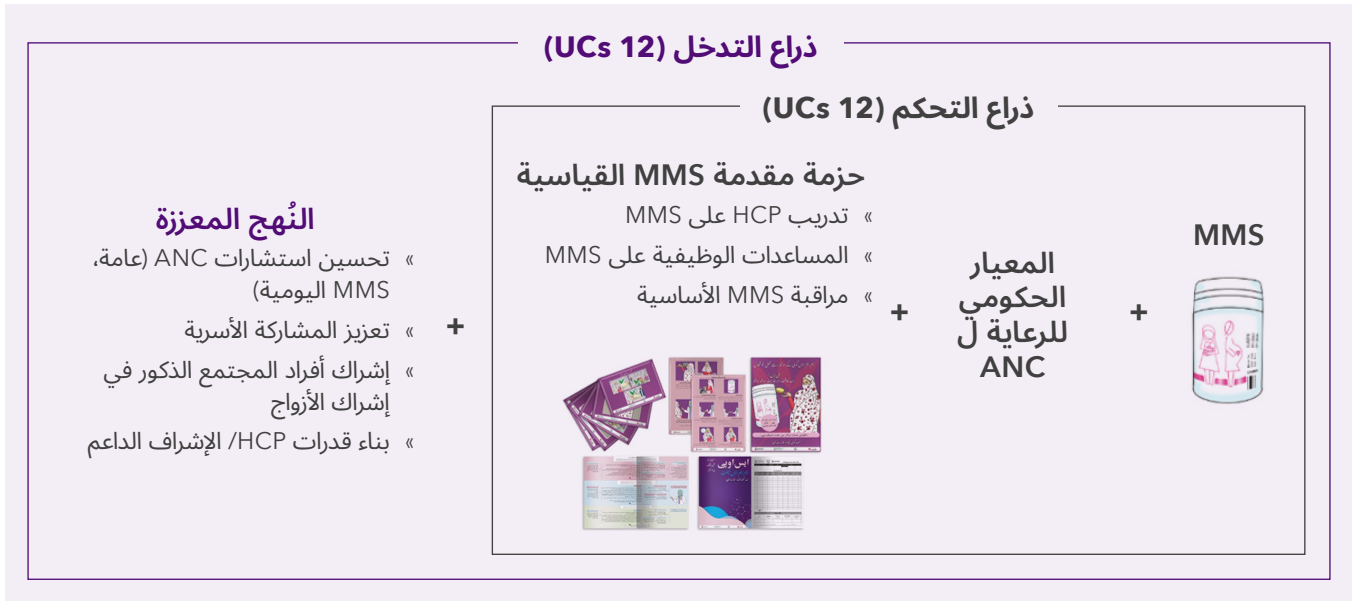 ذراع التدخل (12 UCs)
ذراع التحكم (12 UCs)
MMS
+
المعيار
الحكومي
للرعاية ل
ANC
+
حزمة مقدمة MMS القياسية
» تدريب HCP على MMS
» المساعدات الوظيفية على MMS
» مراقبة MMS الأساسية
+
النُهج المعززة
» تحسين استشارات ANC (عامة،
MMS اليومية)
» تعزيز المشاركة الأسرية
» إشراك أفراد المجتمع الذكور في
إشراك الأزواج
» بناء قدرات HCP/ الإشراف الداعم